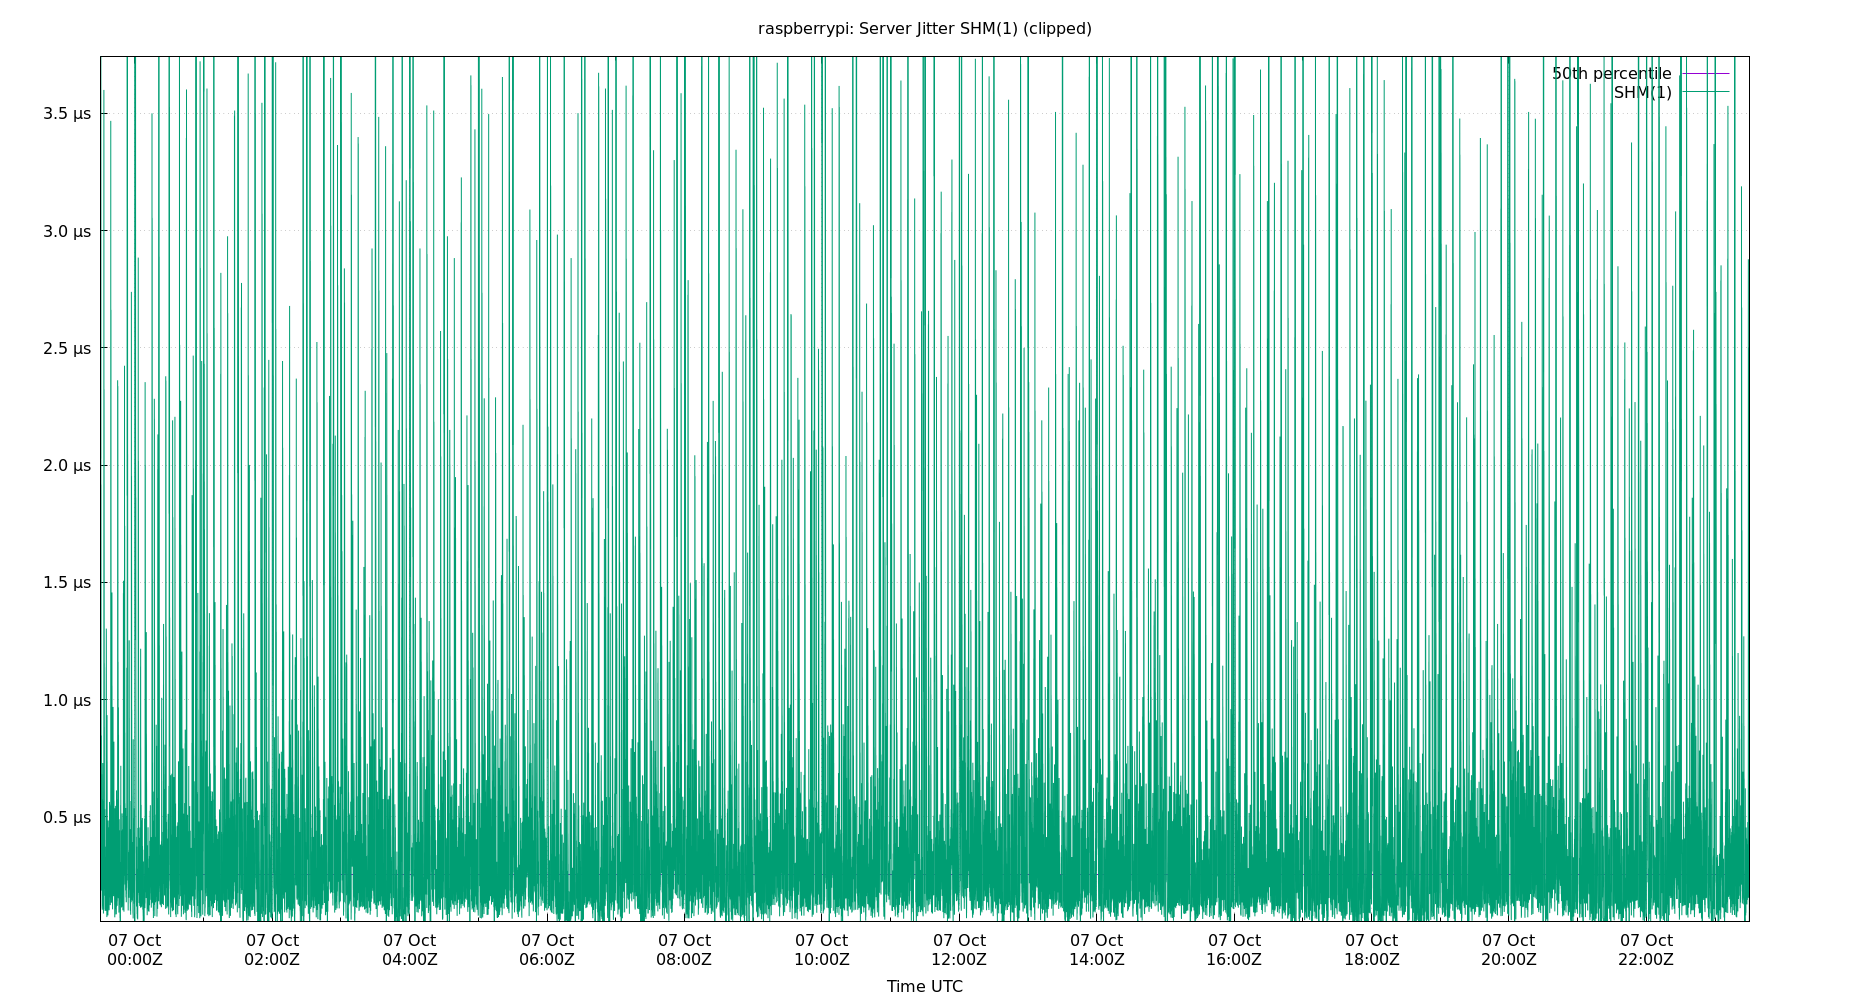 raspberrypi: Server Jitter SHM(1) (clipped)
50th percentile
SHM(1)
3.5 µs
3.0 µs
2.5 µs
2.0 µs
1.5 µs
1.0 µs
0.5 µs
07 Oct 07 Oct 07 Oct 07 Oct 07 Oct 07 Oct 07 Oct 07 Oct 07 Oct 07 Oct 07 Oct 07 Oct
00:00Z 02:00Z 04:00Z 06:00Z 08:00Z 10:00Z 12:00Z 14:00Z 16:00Z 18:00Z 20:00Z 22:00Z
Time UTC